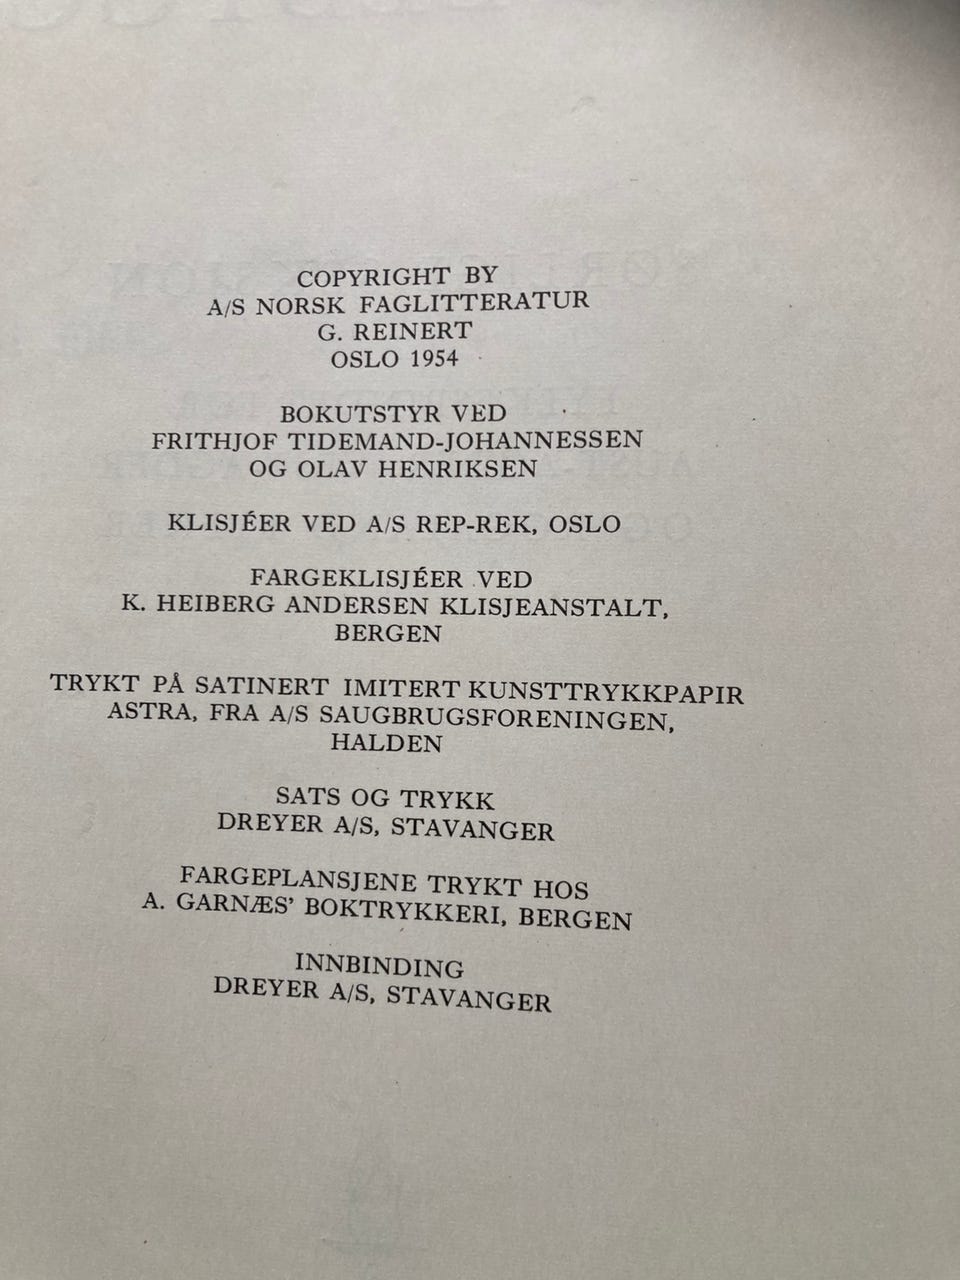 COPYRIGHT BY
A/S NORSK FAGLITTERATUR
G. REINERT
OSLO 1954
BOKUTSTYR VED
FRITHJOF TIDEMAND-JOHANNESSEN
OG OLAV HENRIKSEN
KLISJÉER VED A/S REP-REK, OSLO
FARGEKLISJÉER VED
K. HEIBERG ANDERSEN KLISJEANSTALT,
BERGEN
TRYKT PÅ SATINERT IMITERT KUNSTTRYKKPAPIR
ASTRA, FRA A/S SAUGBRUGSFORENINGEN,
HALDEN
SATS OG TRYKK
DREYER A/S, STAVANGER
FARGEPLANSJENE TRYKT HOS
A. GARNÆS’ BOKTRYKKERI, BERGEN
INNBINDING
DREYER A/S, STAVANGER